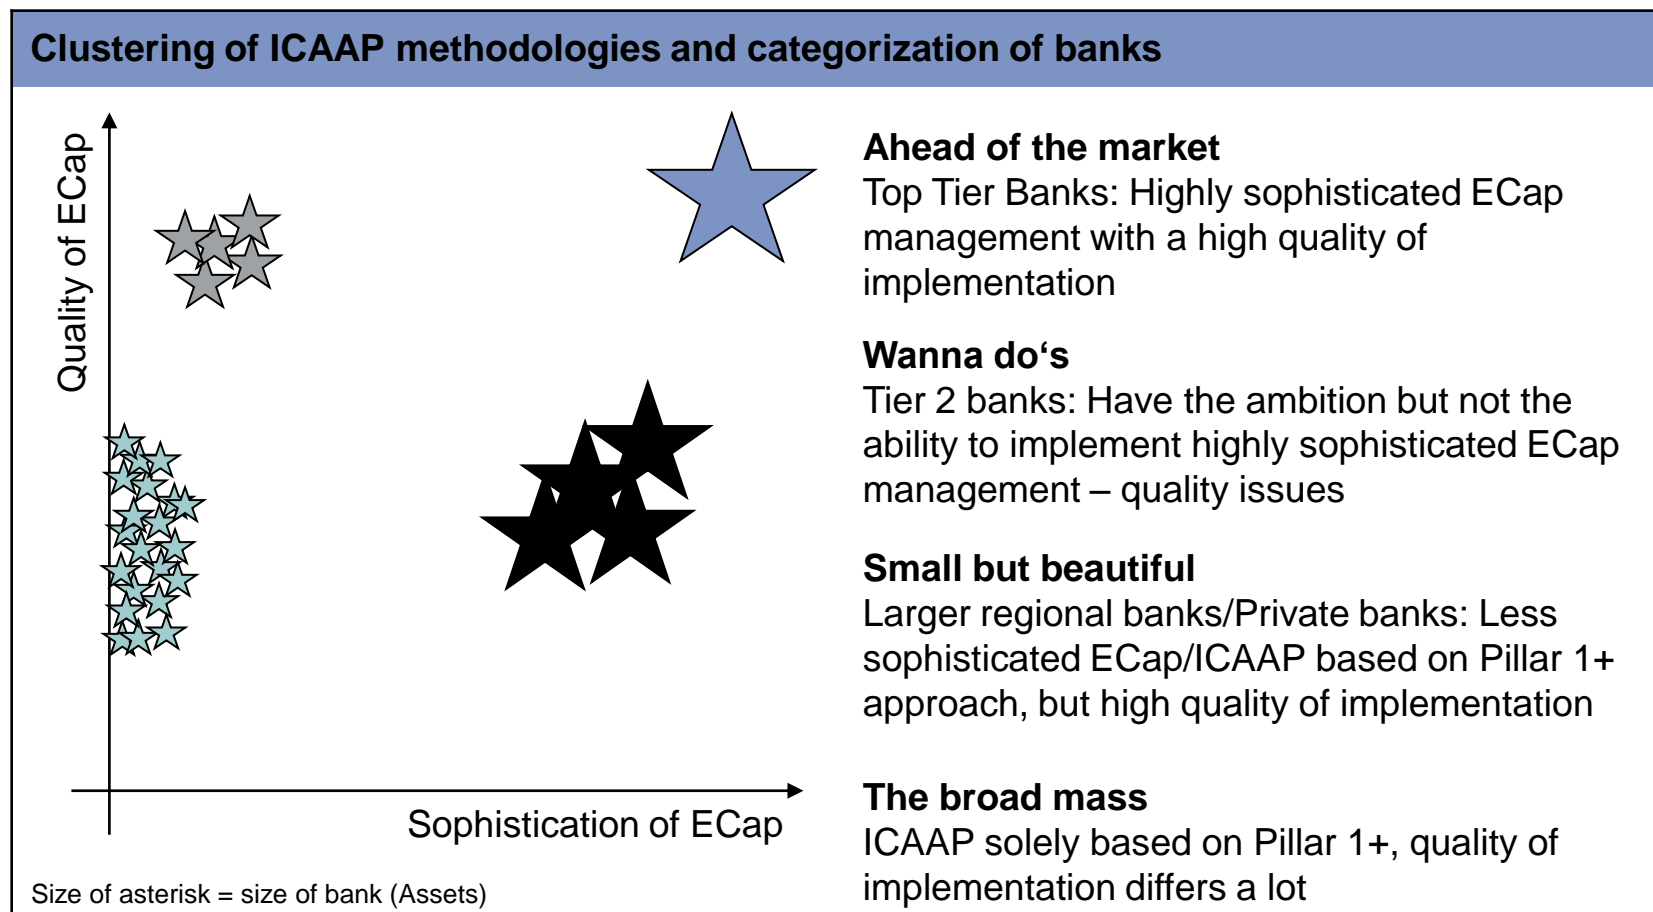 Clustering of ICAAP methodologies and categorization of banks
Quality of ECap
Sophistication of ECap
Size of asterisk = size of bank (Assets)
Ahead of the market
Top Tier Banks: Highly sophisticated ECap
management with a high quality of
implementation
Wanna do‘s
Tier 2 banks: Have the ambition but not the
ability to implement highly sophisticated ECap
management – quality issues
Small but beautiful
Larger regional banks/Private banks: Less
sophisticated ECap/ICAAP based on Pillar 1+
approach, but high quality of implementation
The broad mass
ICAAP solely based on Pillar 1+, quality of
implementation differs a lot